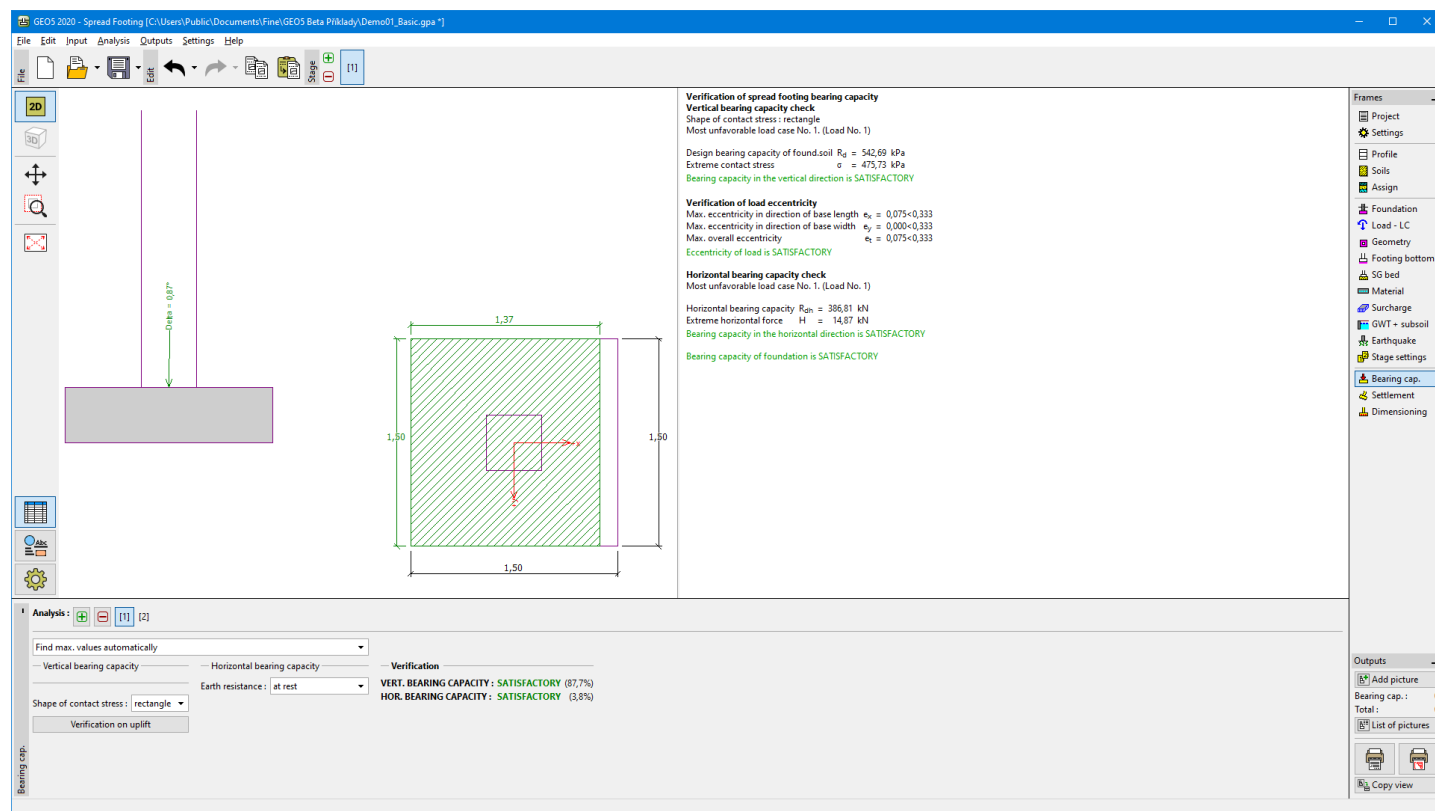 GEO5 2020 - Spread Footing [C:\Users\Public\Documents\Fine\GEO5 Beta Příklady\Demo01_Basic.gpa *]
File Edit Input Analysis Outputs Settings Help
File
Edit
Stage
[1]
2D
3D
Delta = 0,87°
1,37
1,50
1,50
1,50
x
Abc
Verification of spread footing bearing capacity
Vertical bearing capacity check
Shape of contact stress : rectangle
Most unfavorable load case No. 1. (Load No. 1)
Design bearing capacity of found.soil Rd = 542,69 kPa
Extreme contact stress σ = 475,73 kPa
Bearing capacity in the vertical direction is SATISFACTORY
Verification of load eccentricity
Max. eccentricity in direction of base length ex = 0,075<0,333
Max. eccentricity in direction of base width ey = 0,000<0,333
Max. overall eccentricity et = 0,075<0,333
Eccentricity of load is SATISFACTORY
Horizontal bearing capacity check
Most unfavorable load case No. 1. (Load No. 1)
Horizontal bearing capacity Rdh = 386,81 kN
Extreme horizontal force H = 14,87 kN
Bearing capacity in the horizontal direction is SATISFACTORY
Bearing capacity of foundation is SATISFACTORY
Frames
Project
Settings
Profile
Soils
Assign
Foundation
Load - LC
Geometry
Footing bottom
SG bed
Material
Surcharge
GWT + subsoil
Earthquake
Stage settings
Bearing cap.
Settlement
Dimensioning
Analysis : [1] [2]
Find max. values automatically
Vertical bearing capacity
Horizontal bearing capacity
Verification
Earth resistance : at rest
VERT. BEARING CAPACITY : SATISFACTORY (87,7%)
HOR. BEARING CAPACITY : SATISFACTORY (3,8%)
Shape of contact stress : rectangle
Verification on uplift
Bearing cap.
Outputs
Add picture
Bearing cap. :
Total :
List of pictures
Copy view